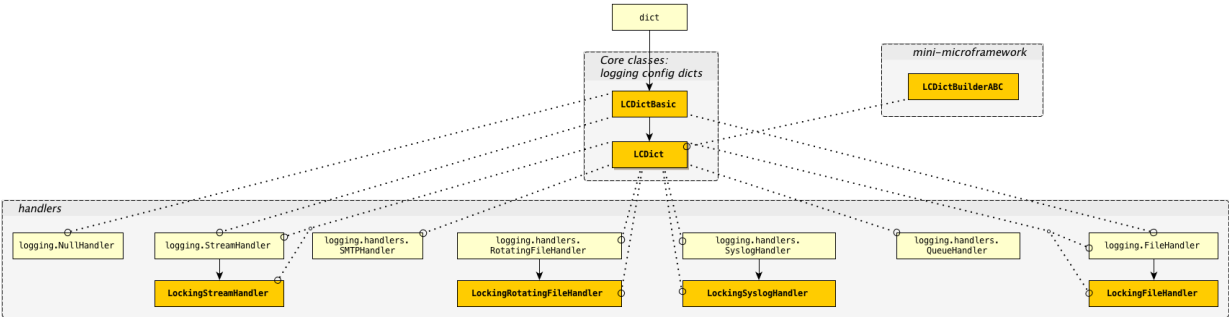 dict
Core classes:
logging config dicts
mini-microframework
LCDictBasic
LCDictBuilderABC
LCDict
handlers
logging.NullHandler
logging.StreamHandler
logging.handlers.
SMTPHandler
logging.handlers.
RotatingFileHandler
logging.handlers.
SyslogHandler
logging.handlers.
QueueHandler
logging.FileHandler
LockingStreamHandler
LockingRotatingFileHandler
LockingSyslogHandler
LockingFileHandler